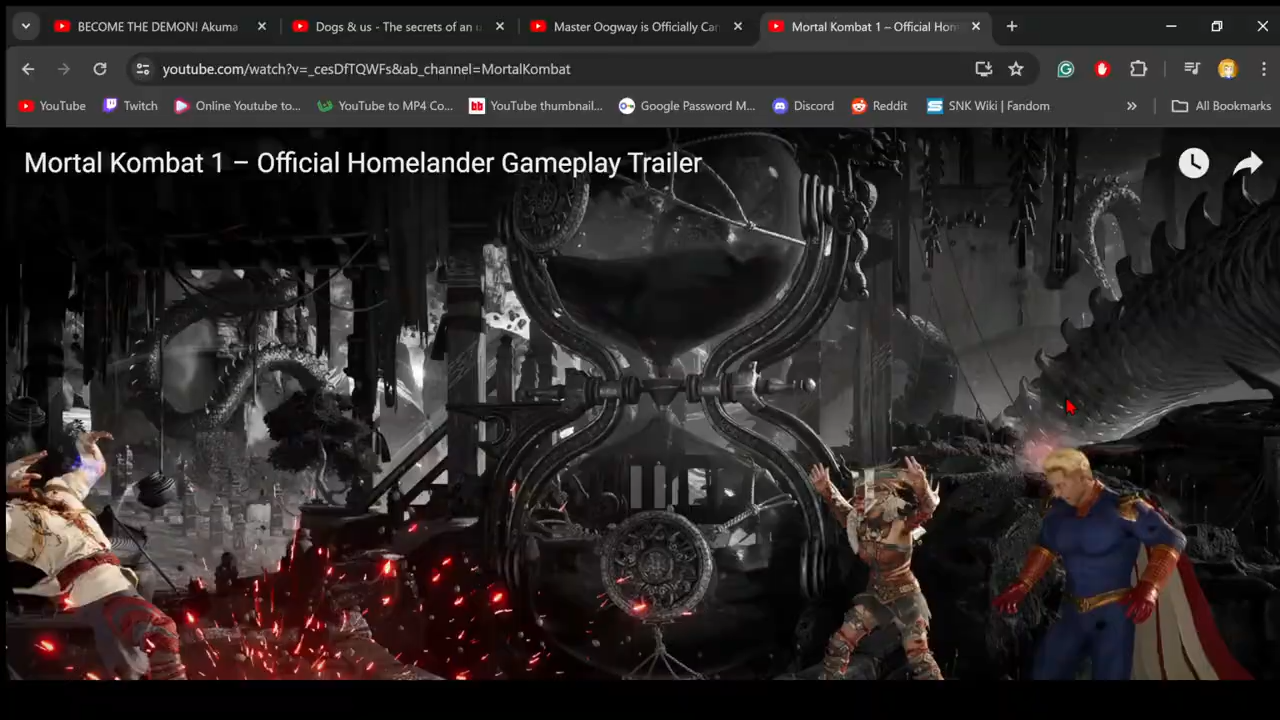 BECOME THE DEMON! Akuma
Dogs & us - The secrets of an u
Master Oogway is Officially Can
Mortal Kombat 1 – Official Hom
youtube.com/watch?v=_cesDfTQWFs&ab_channel=MortalKombat
YouTube
Twitch
Online Youtube to...
YouTube to MP4 Co...
bb
YouTube thumbnail...
Google Password M...
Discord
Reddit
SNK Wiki | Fandom
All Bookmarks
Mortal Kombat 1 – Official Homelander Gameplay Trailer